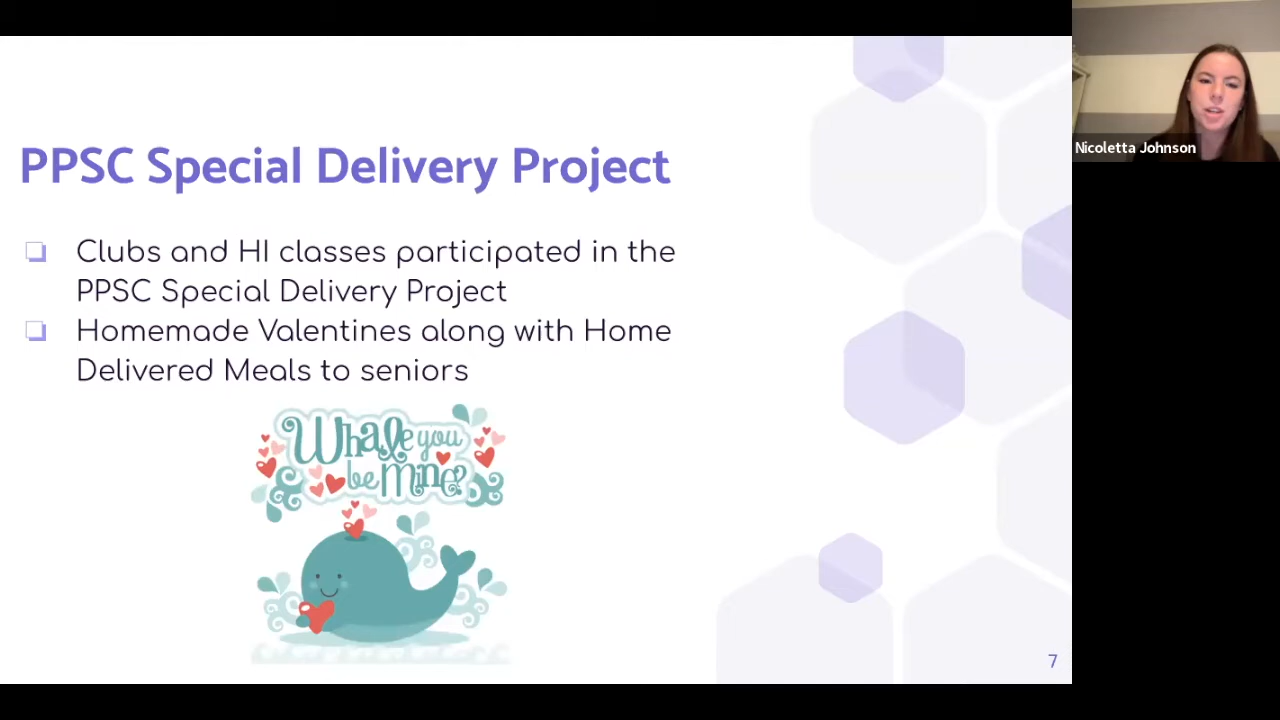 PPSC Special Delivery Project
Clubs and HI classes participated in the
PPSC Special Delivery Project
Homemade Valentines along with Home
Delivered Meals to seniors
Whale you
be mine?
7
Nicoletta Johnson